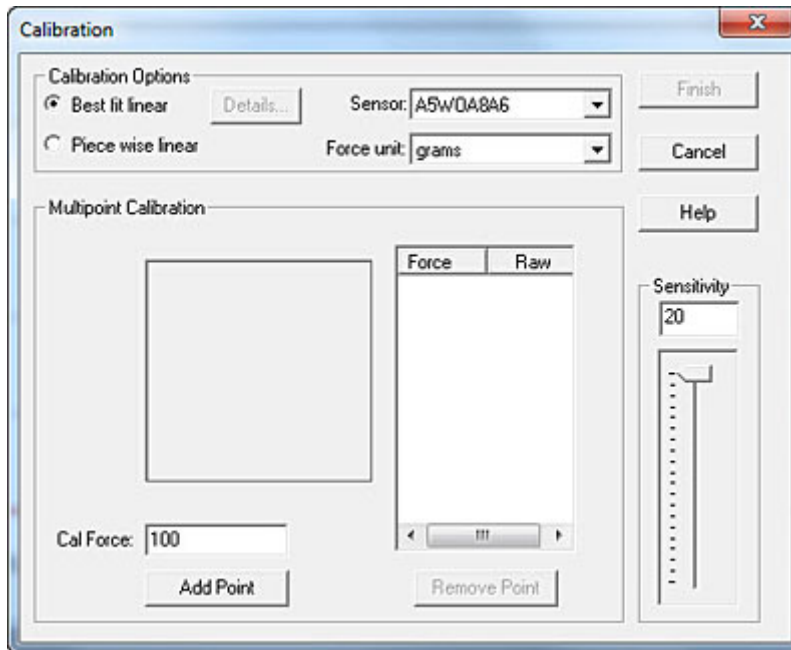 Calibration
Calibration Options
Best fit linear Details... Sensor: A5W0A8A6
Piece wise linear Force unit: grams
Finish
Cancel
Help
Multipoint Calibration
Force Raw
Cal Force: 100
Add Point Remove Point
Sensitivity
20